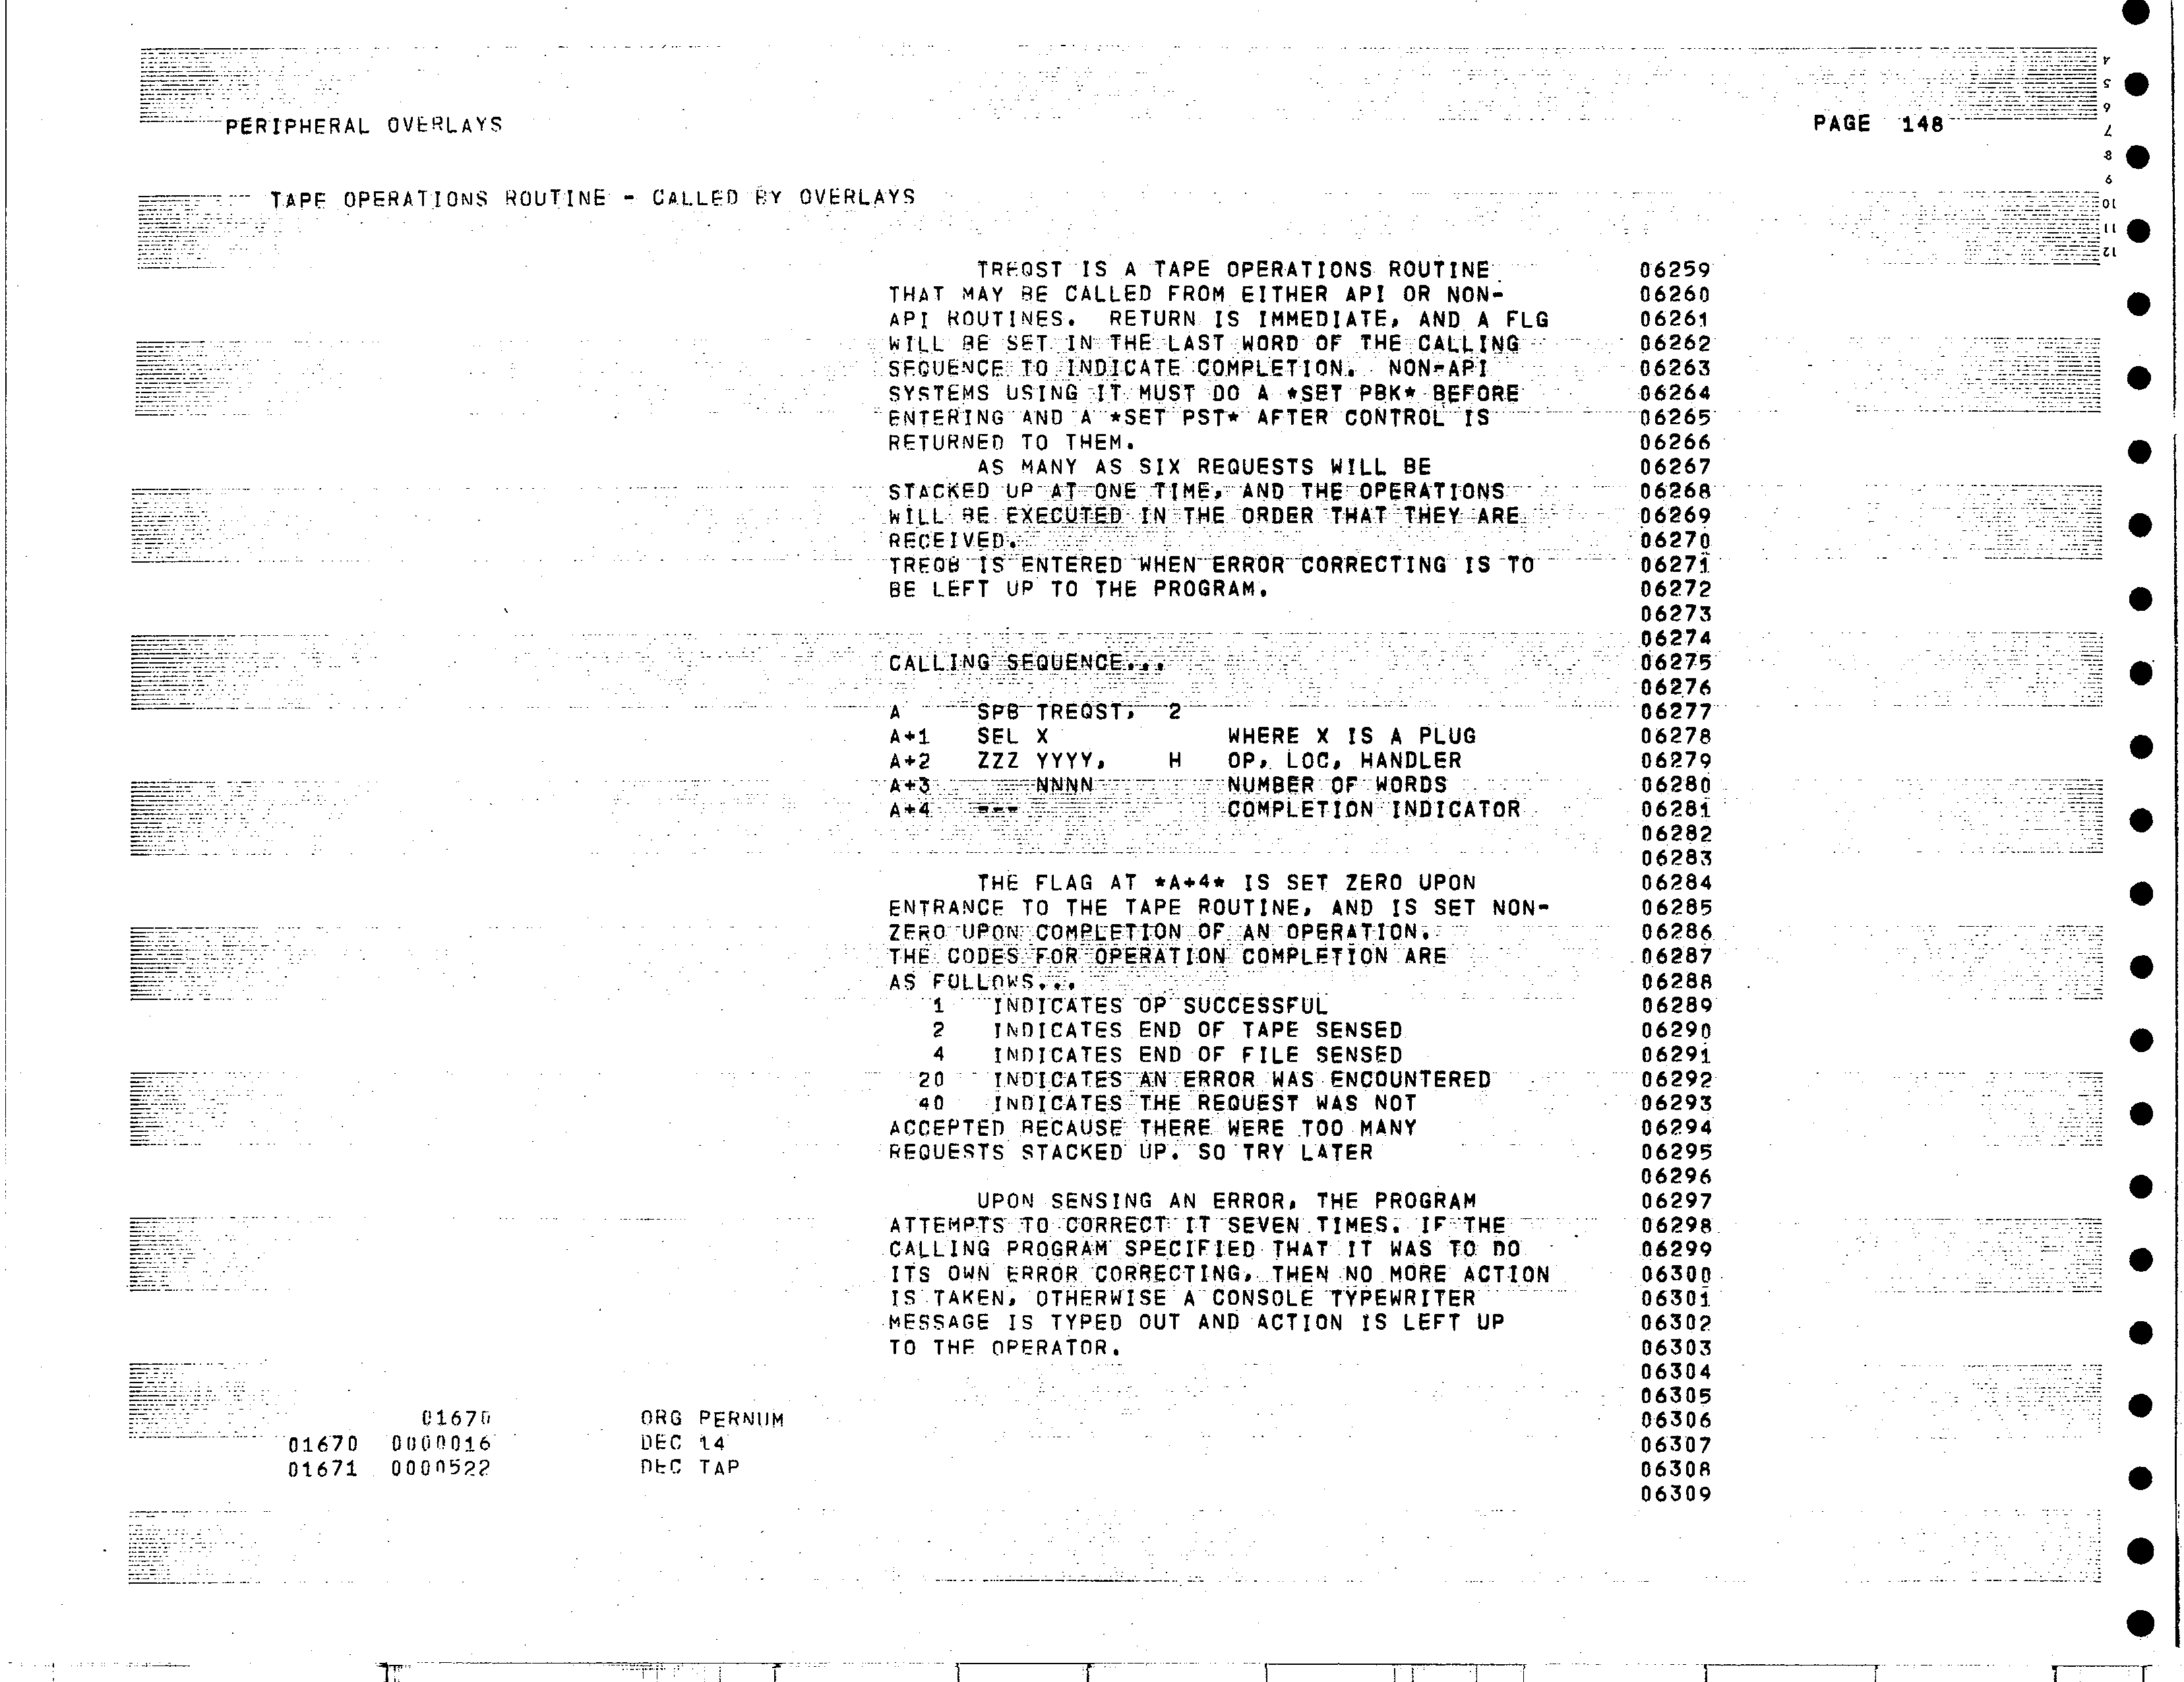 PERIPHERAL OVERLAYS PAGE 148
TAPE OPERATIONS ROUTINE - CALLED BY OVERLAYS
TREQST IS A TAPE OPERATIONS ROUTINE 06259
THAT MAY BE CALLED FROM EITHER API OR NON- 06260
API ROUTINES. RETURN IS IMMEDIATE, AND A FLG 06261
WILL BE SET IN THE LAST WORD OF THE CALLING 06262
SEQUENCE TO INDICATE COMPLETION. NON-API 06263
SYSTEMS USING IT MUST DO A *SET PBK* BEFORE 06264
ENTERING AND A *SET PST* AFTER CONTROL IS 06265
RETURNED TO THEM. 06266
AS MANY AS SIX REQUESTS WILL BE 06267
STACKED UP AT ONE TIME, AND THE OPERATIONS 06268
WILL BE EXECUTED IN THE ORDER THAT THEY ARE 06269
RECEIVED. 06270
TREQB IS ENTERED WHEN ERROR CORRECTING IS TO 06271
BE LEFT UP TO THE PROGRAM. 06272
06273
06274
CALLING SEQUENCE... 06275
06276
A SPB TREQST, 2 06277
A+1 SEL X WHERE X IS A PLUG 06278
A+2 ZZZ YYYY, H OP, LOC, HANDLER 06279
A+3 NNNN NUMBER OF WORDS 06280
A+4 --- COMPLETION INDICATOR 06281
06282
06283
THE FLAG AT *A+4* IS SET ZERO UPON 06284
ENTRANCE TO THE TAPE ROUTINE, AND IS SET NON- 06285
ZERO UPON COMPLETION OF AN OPERATION. 06286
THE CODES FOR OPERATION COMPLETION ARE 06287
AS FOLLOWS... 06288
1 INDICATES OP SUCCESSFUL 06289
2 INDICATES END OF TAPE SENSED 06290
4 INDICATES END OF FILE SENSED 06291
20 INDICATES AN ERROR WAS ENCOUNTERED 06292
40 INDICATES THE REQUEST WAS NOT 06293
ACCEPTED BECAUSE THERE WERE TOO MANY 06294
REQUESTS STACKED UP. SO TRY LATER 06295
06296
UPON SENSING AN ERROR, THE PROGRAM 06297
ATTEMPTS TO CORRECT IT SEVEN TIMES. IF THE 06298
CALLING PROGRAM SPECIFIED THAT IT WAS TO DO 06299
ITS OWN ERROR CORRECTING, THEN NO MORE ACTION 06300
IS TAKEN, OTHERWISE A CONSOLE TYPEWRITER 06301
MESSAGE IS TYPED OUT AND ACTION IS LEFT UP 06302
TO THE OPERATOR. 06303
06304
06305
01670 ORG PERNUM 06306
01670 0000016 DEC 14 06307
01671 0000522 DEC TAP 06308
06309
4
5
6
7
8
9
10
11
12